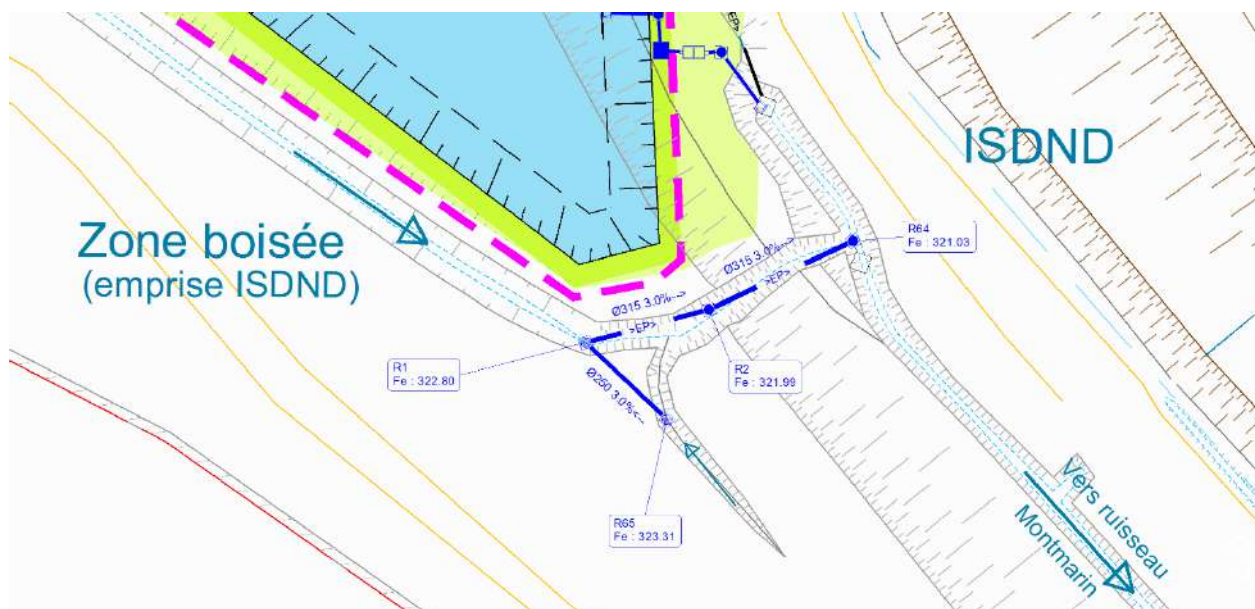 EP>
ISDND
Zone boisée
(emprise ISDND)
R64
Fe : 321.03
Ø315 3.0%-->
>EP>
Ø315 3.0%-->
>EP>
R1
Fe : 322.80
R2
Fe : 321.99
Ø250 3.0%<--
R65
Fe : 323.31
Vers ruisseau
Montmarin